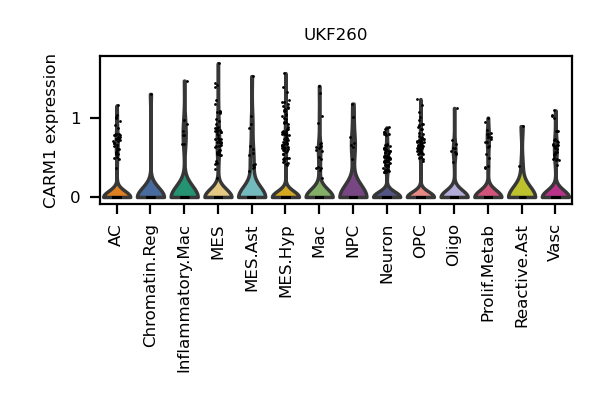 UKF260
CARM1 expression
1
0
AC
Chromatin.Reg
Inflammatory.Mac
MES
MES.Ast
MES.Hyp
Mac
NPC
Neuron
OPC
Oligo
Prolif.Metab
Reactive.Ast
Vasc